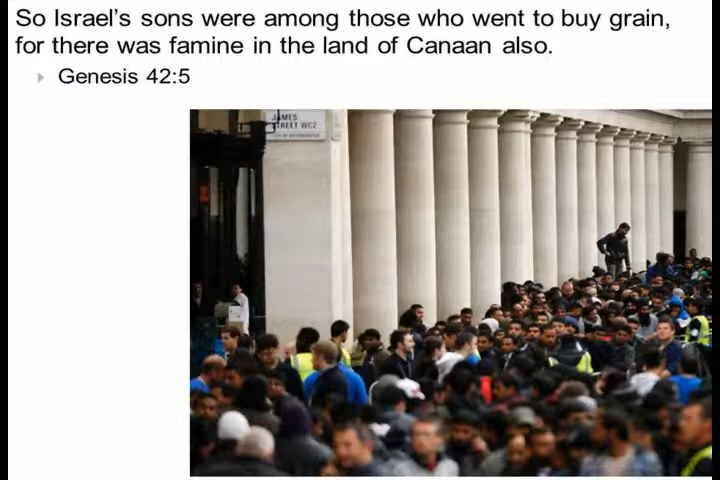 So Israel’s sons were among those who went to buy grain,
for there was famine in the land of Canaan also.
Genesis 42:5
JAMES
STREET WC2